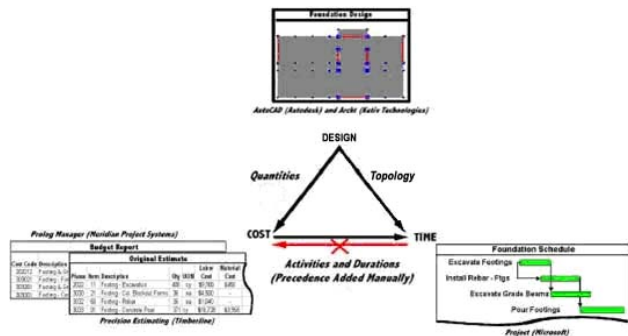 Foundation Design
AutoCAD (Autodesk) and Archt (Ketiv Technologies)
DESIGN
Quantities
Topology
COST
TIME
Activities and Durations
(Precedence Added Manually)
Prolog Manager (Meridian Project Systems)
Budget Report
Cost Code Description
Original Estimate
Phase Item Description Qty UOM Labor Cost Material Cost
Footing - Excavation
Footing - Rebar
Footing - Concrete Pour
Precision Estimating (Timberline)
Foundation Schedule
Excavate Footings
Install Rebar - Ftgs
Excavate Grade Beams
Pour Footings
Project (Microsoft)